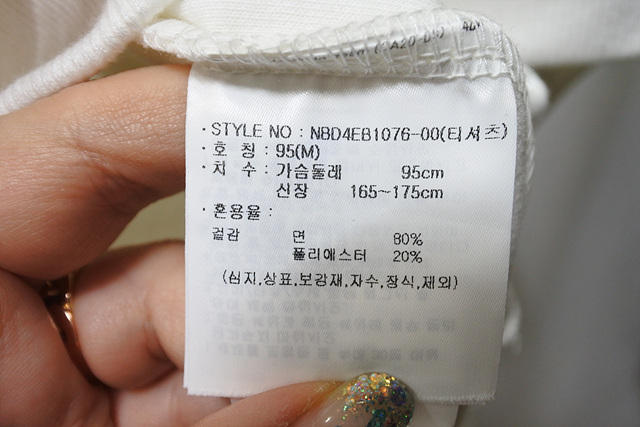 · STYLE NO : NBD4EB1076-00(티셔츠)
· 호 칭 : 95(M)
· 치 수 : 가슴둘레 95cm
신장 165~175cm
· 혼용율 :
겉감 면 80%
폴리에스터 20%
(심지,상표,보강재,자수,장식,제외)